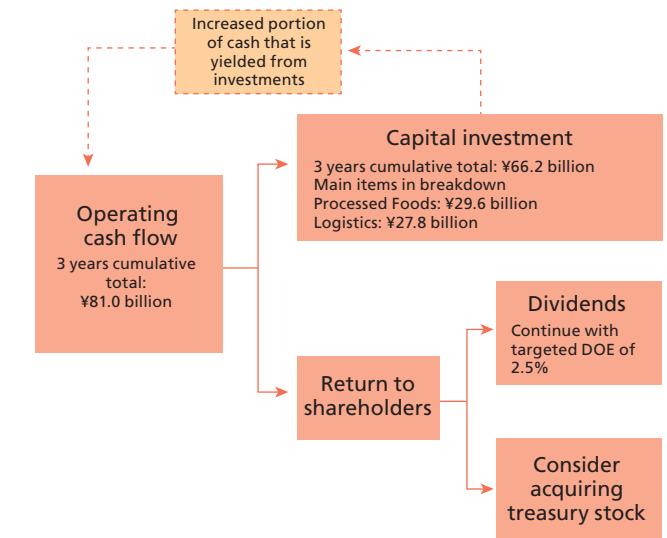 Increased portion
of cash that is
yielded from
investments
Capital investment
3 years cumulative total: ¥66.2 billion
Main items in breakdown
Processed Foods: ¥29.6 billion
Logistics: ¥27.8 billion
Operating
cash flow
3 years cumulative
total:
¥81.0 billion
Dividends
Continue with
targeted DOE of
2.5%
Return to
shareholders
Consider
acquiring
treasury stock